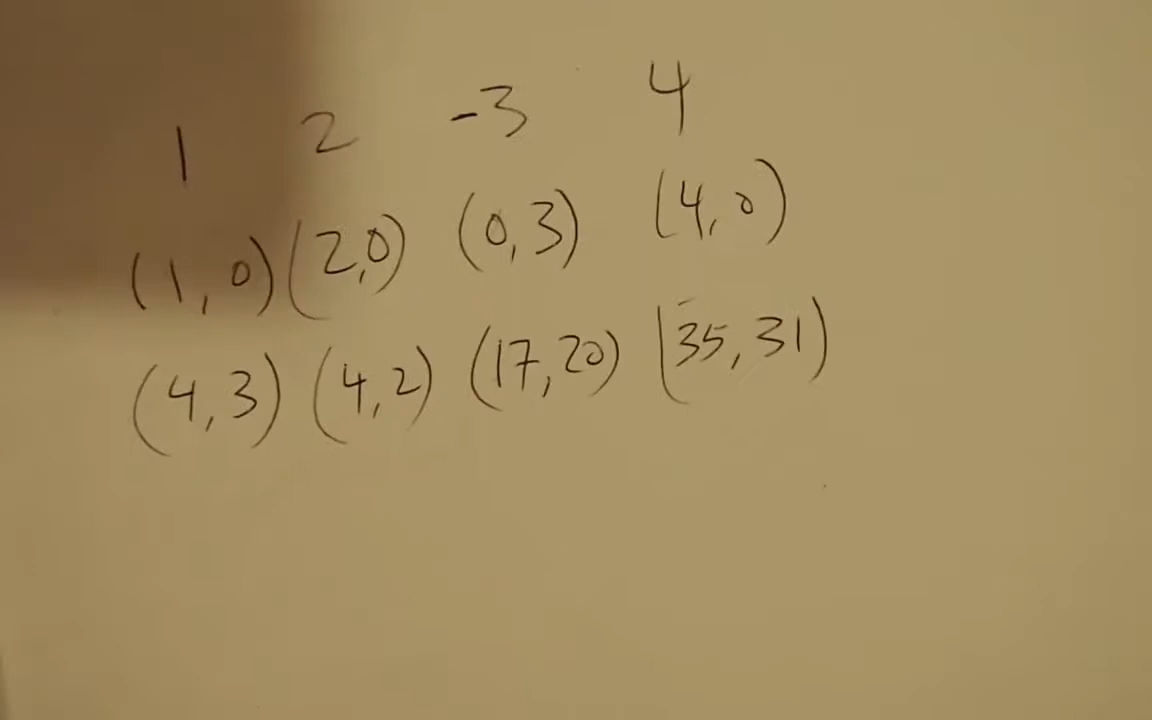 1 2 -3 4
(1,0) (2,0) (0,3) (4,0)
(4,3) (4,2) (17,20) (35,31)